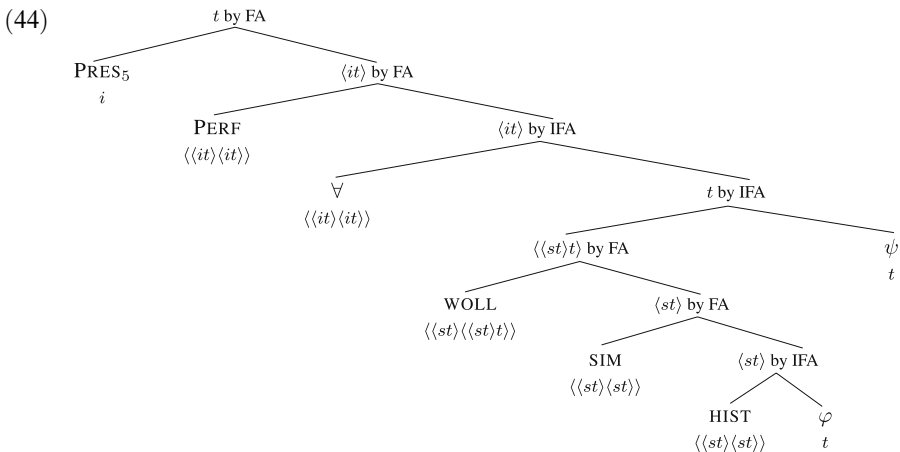 (44)
t by FA
PRES₅
i
⟨it⟩ by FA
PERF
⟨⟨it⟩⟨it⟩⟩
⟨it⟩ by IFA
∀
⟨⟨it⟩⟨it⟩⟩
t by IFA
⟨⟨st⟩t⟩ by FA
ψ
t
WOLL
⟨⟨st⟩⟨⟨st⟩t⟩⟩
⟨st⟩ by FA
SIM
⟨⟨st⟩⟨st⟩⟩
⟨st⟩ by IFA
HIST
⟨⟨st⟩⟨st⟩⟩
φ
t